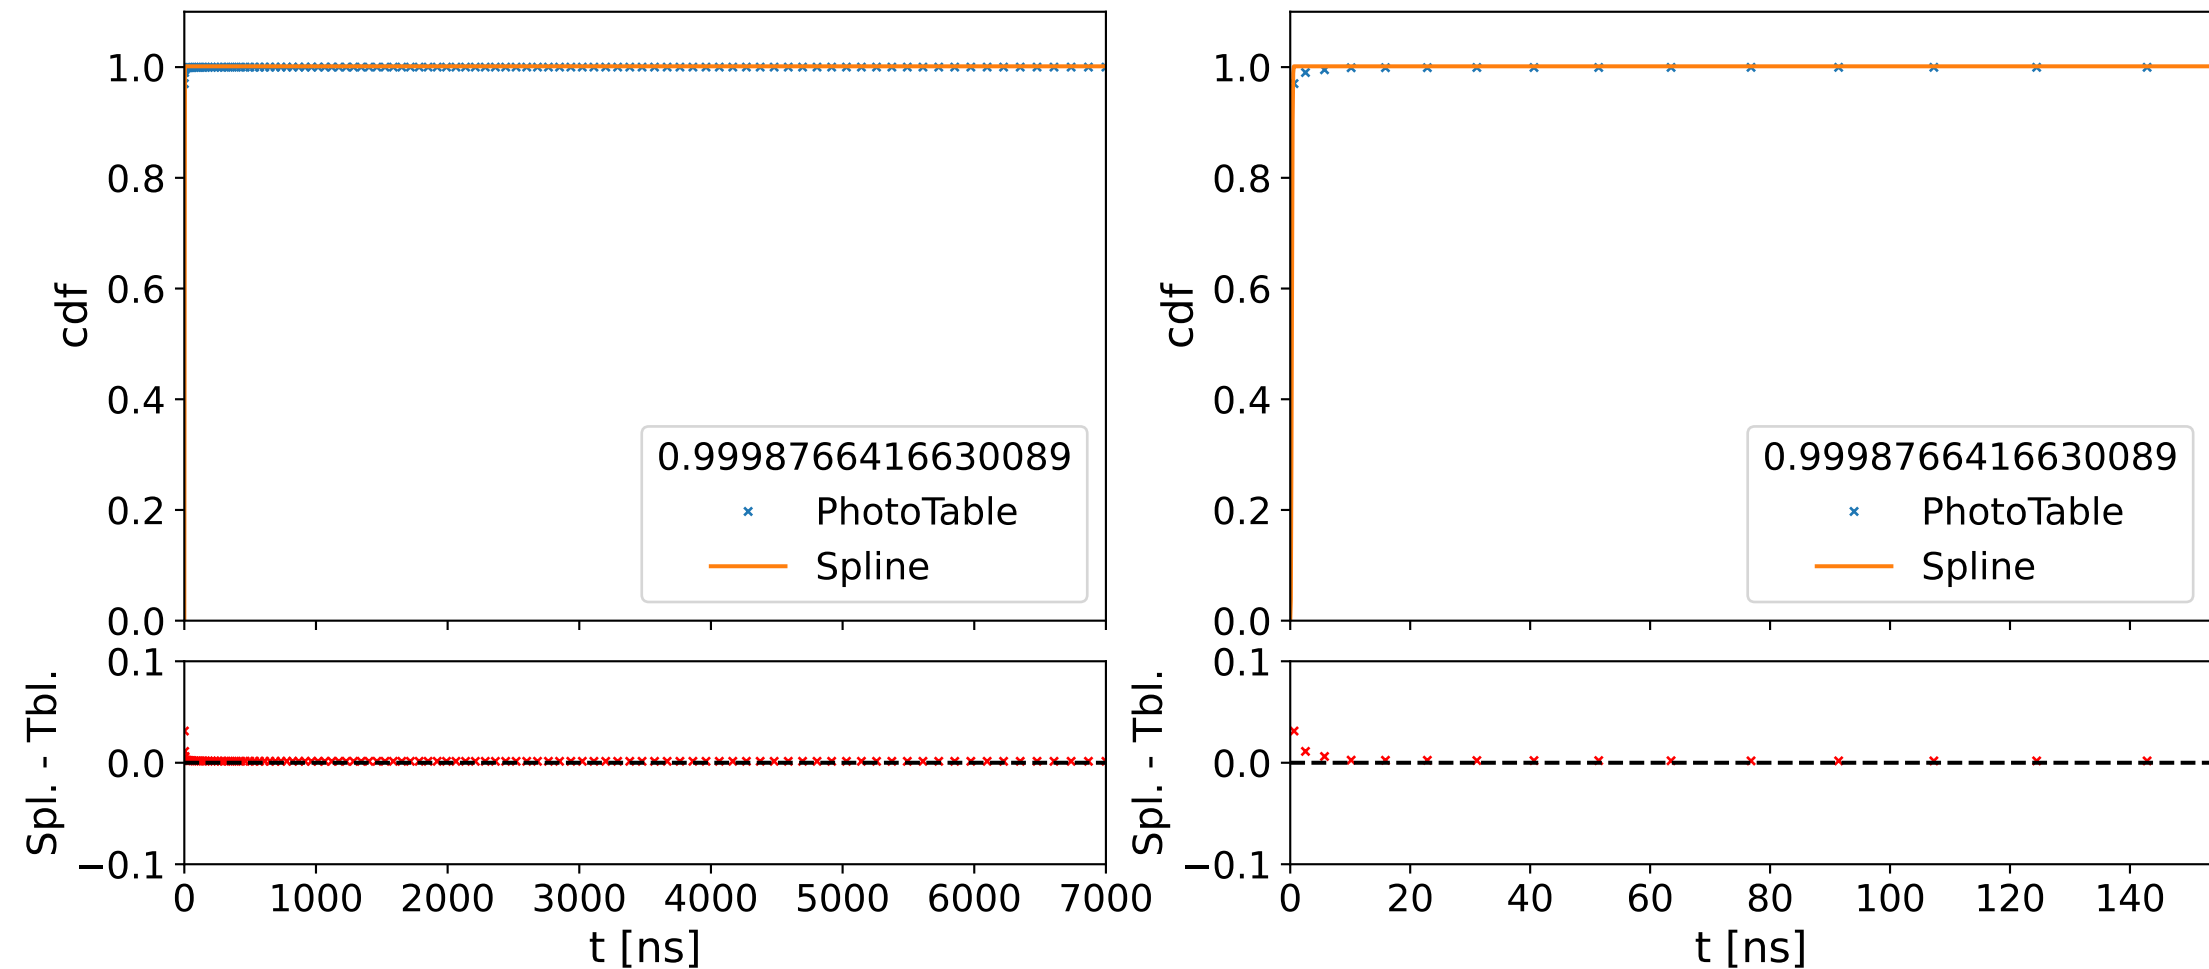 1.0
0.8
0.6
0.4
0.2
0.0
cdf
0.9998766416630089
PhotoTable
Spline
0.1
0.0
−0.1
Spl. - Tbl.
0 1000 2000 3000 4000 5000 6000 7000
t [ns]
1.0
0.8
0.6
0.4
0.2
0.0
cdf
0.9998766416630089
PhotoTable
Spline
0.1
0.0
−0.1
Spl. - Tbl.
0 20 40 60 80 100 120 140
t [ns]